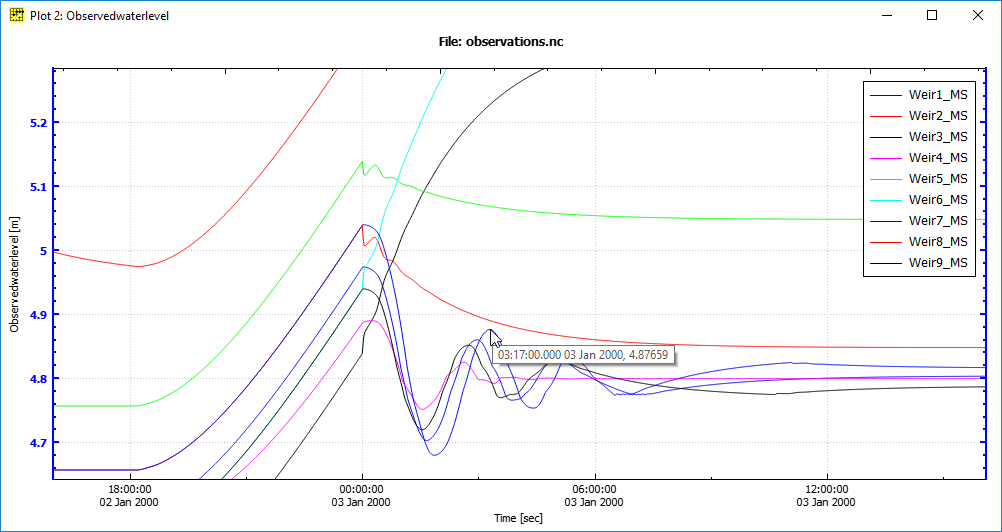 Plot 2: Observedwaterlevel
File: observations.nc
Observedwaterlevel [m]
5.2
5.1
5
4.9
4.8
4.7
Weir1_MS
Weir2_MS
Weir3_MS
Weir4_MS
Weir5_MS
Weir6_MS
Weir7_MS
Weir8_MS
Weir9_MS
03:17:00.000 03 Jan 2000, 4.87659
18:00:00 00:00:00 06:00:00 12:00:00
02 Jan 2000 03 Jan 2000 03 Jan 2000 03 Jan 2000
Time [sec]